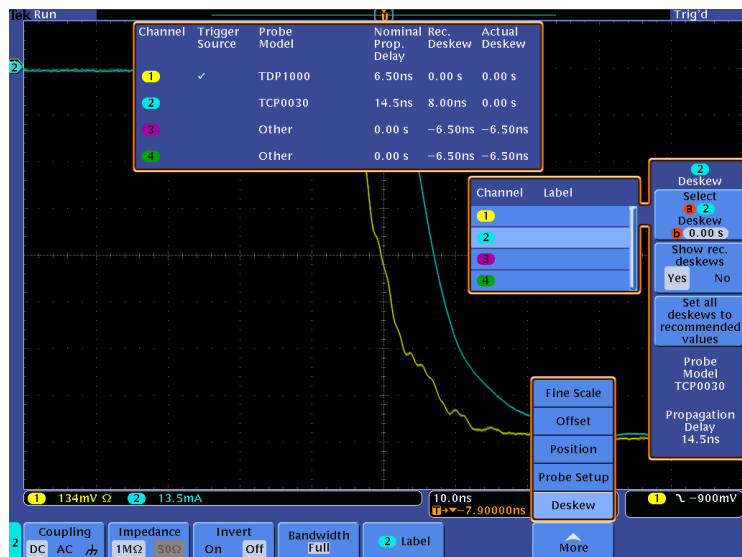 Tek Run Trig'd
Channel Trigger Source Probe Model Nominal Prop. Delay Rec. Deskew Actual Deskew
1 ✓ TDP1000 6.50ns 0.00 s 0.00 s
2 TCP0030 14.5ns 8.00ns 0.00 s
3 Other 0.00 s −6.50ns −6.50ns
4 Other 0.00 s −6.50ns −6.50ns
2
Channel Label
1
2
3
4
2
Deskew
Select
a 2
Deskew
b 0.00 s
Show rec.
deskews
Yes No
Set all
deskews to
recommended
values
Probe
Model
TCP0030
Propagation
Delay
14.5ns
Fine Scale
Offset
Position
Probe Setup
Deskew
1 134mV Ω 2 13.5mA
10.0ns
T→▼−7.90000ns
1 −900mV
2
Coupling
DC AC
Impedance
1MΩ 50Ω
Invert
On Off
Bandwidth
Full
2 Label
More